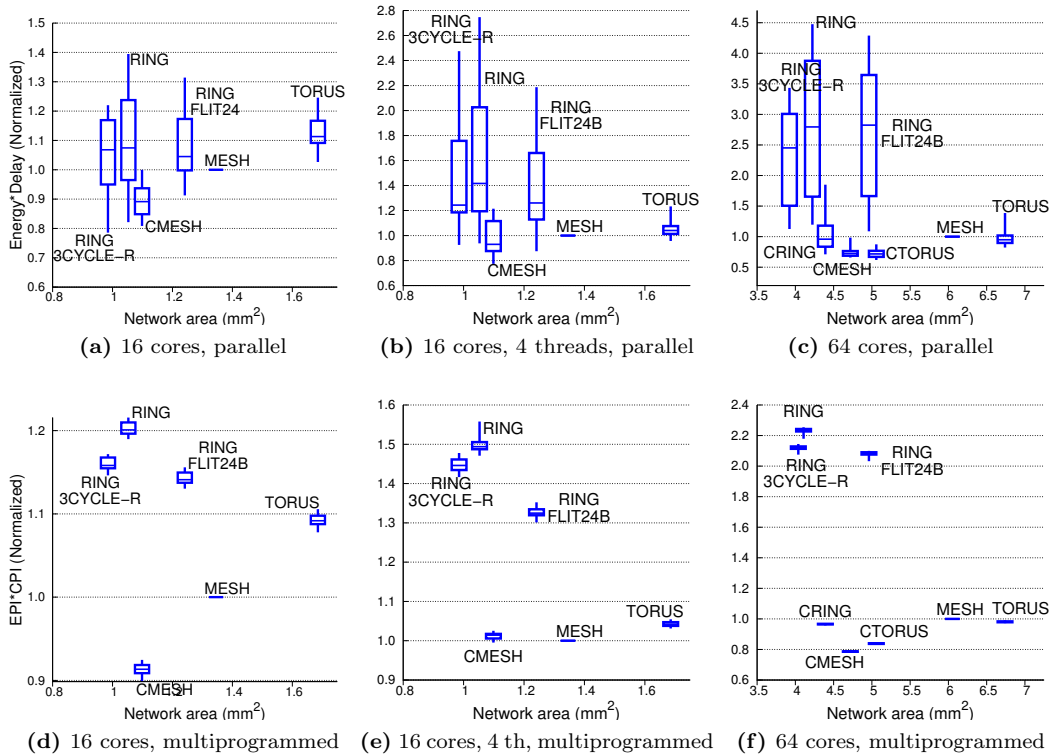 Energy*Delay (Normalized)
1.5
1.4
1.3
1.2
1.1
1.0
0.9
0.8
0.7
0.6
RING
RING
FLIT24
TORUS
MESH
CMESH
RING
3CYCLE−R
0.8
1
1.2
1.4
1.6
Network area (mm2)
(a) 16 cores, parallel
2.8
2.6
2.4
2.2
2.0
1.8
1.6
1.4
1.2
1.0
0.8
0.6
RING
3CYCLE−R
RING
RING
FLIT24B
TORUS
MESH
CMESH
0.8
1
1.2
1.4
1.6
Network area (mm2)
(b) 16 cores, 4 threads, parallel
4.5
4.0
3.5
3.0
2.5
2.0
1.5
1.0
0.5
RING
RING
3CYCLE−R
RING
FLIT24B
MESH
TORUS
CRING
CTORUS
CMESH
3.5
4
4.5
5
5.5
6
6.5
7
Network area (mm2)
(c) 64 cores, parallel
EPI*CPI (Normalized)
1.2
1.1
1.0
0.9
RING
RING
FLIT24B
RING
3CYCLE−R
TORUS
MESH
CMESH
0.8
1
1.2
1.4
1.6
Network area (mm2)
(d) 16 cores, multiprogrammed
1.6
1.5
1.4
1.3
1.2
1.1
1.0
0.9
RING
RING
3CYCLE−R
RING
FLIT24B
TORUS
MESH
CMESH
0.8
1
1.2
1.4
1.6
Network area (mm2)
(e) 16 cores, 4 th, multiprogrammed
2.4
2.2
2.0
1.8
1.6
1.4
1.2
1.0
0.8
0.6
RING
RING
3CYCLE−R
RING
FLIT24B
CRING
MESH
TORUS
CTORUS
CMESH
3.5
4
4.5
5
5.5
6
6.5
7
Network area (mm2)
(f) 64 cores, multiprogrammed